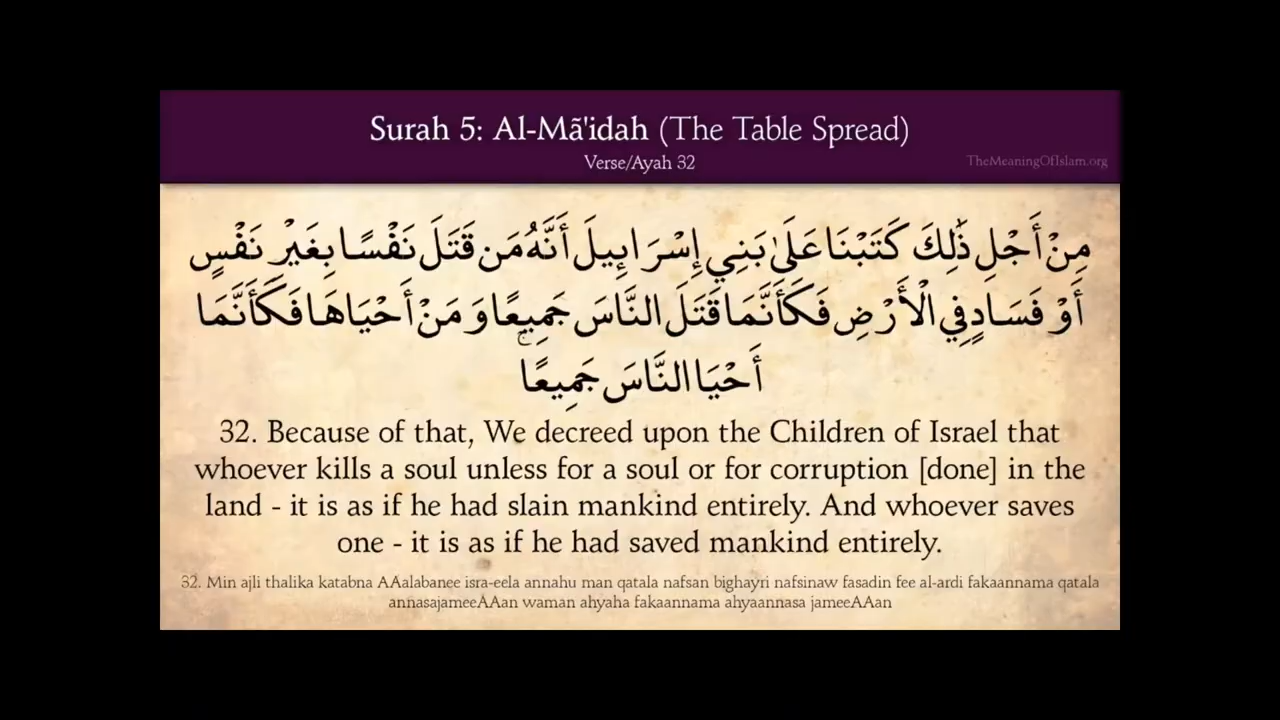 Surah 5: Al-Mã'idah (The Table Spread)
Verse/Ayah 32
TheMeaningOfIslam.org
مِنْ أَجْلِ ذَٰلِكَ كَتَبْنَا عَلَىٰ بَنِي إِسْرَائِيلَ أَنَّهُ مَن قَتَلَ نَفْسًا بِغَيْرِ نَفْسٍ
أَوْ فَسَادٍ فِي الْأَرْضِ فَكَأَنَّمَا قَتَلَ النَّاسَ جَمِيعًا وَمَنْ أَحْيَاهَا فَكَأَنَّمَا
أَحْيَا النَّاسَ جَمِيعًا ۚ
32. Because of that, We decreed upon the Children of Israel that
whoever kills a soul unless for a soul or for corruption [done] in the
land - it is as if he had slain mankind entirely. And whoever saves
one - it is as if he had saved mankind entirely.
32. Min ajli thalika katabna AAalabanee isra-eela annahu man qatala nafsan bighayri nafsinaw fasadin fee al-ardi fakaannama qatala
annasajameeAAan waman ahyaha fakaannama ahyaannasa jameeAAan